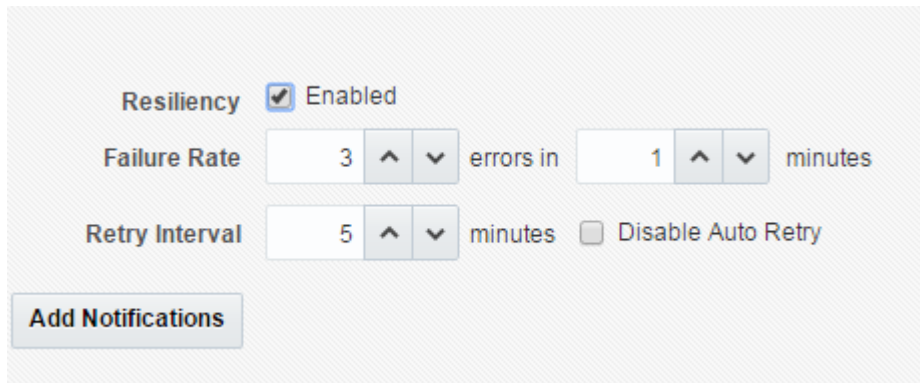 Resiliency Enabled
Failure Rate 3 errors in 1 minutes
Retry Interval 5 minutes Disable Auto Retry
Add Notifications